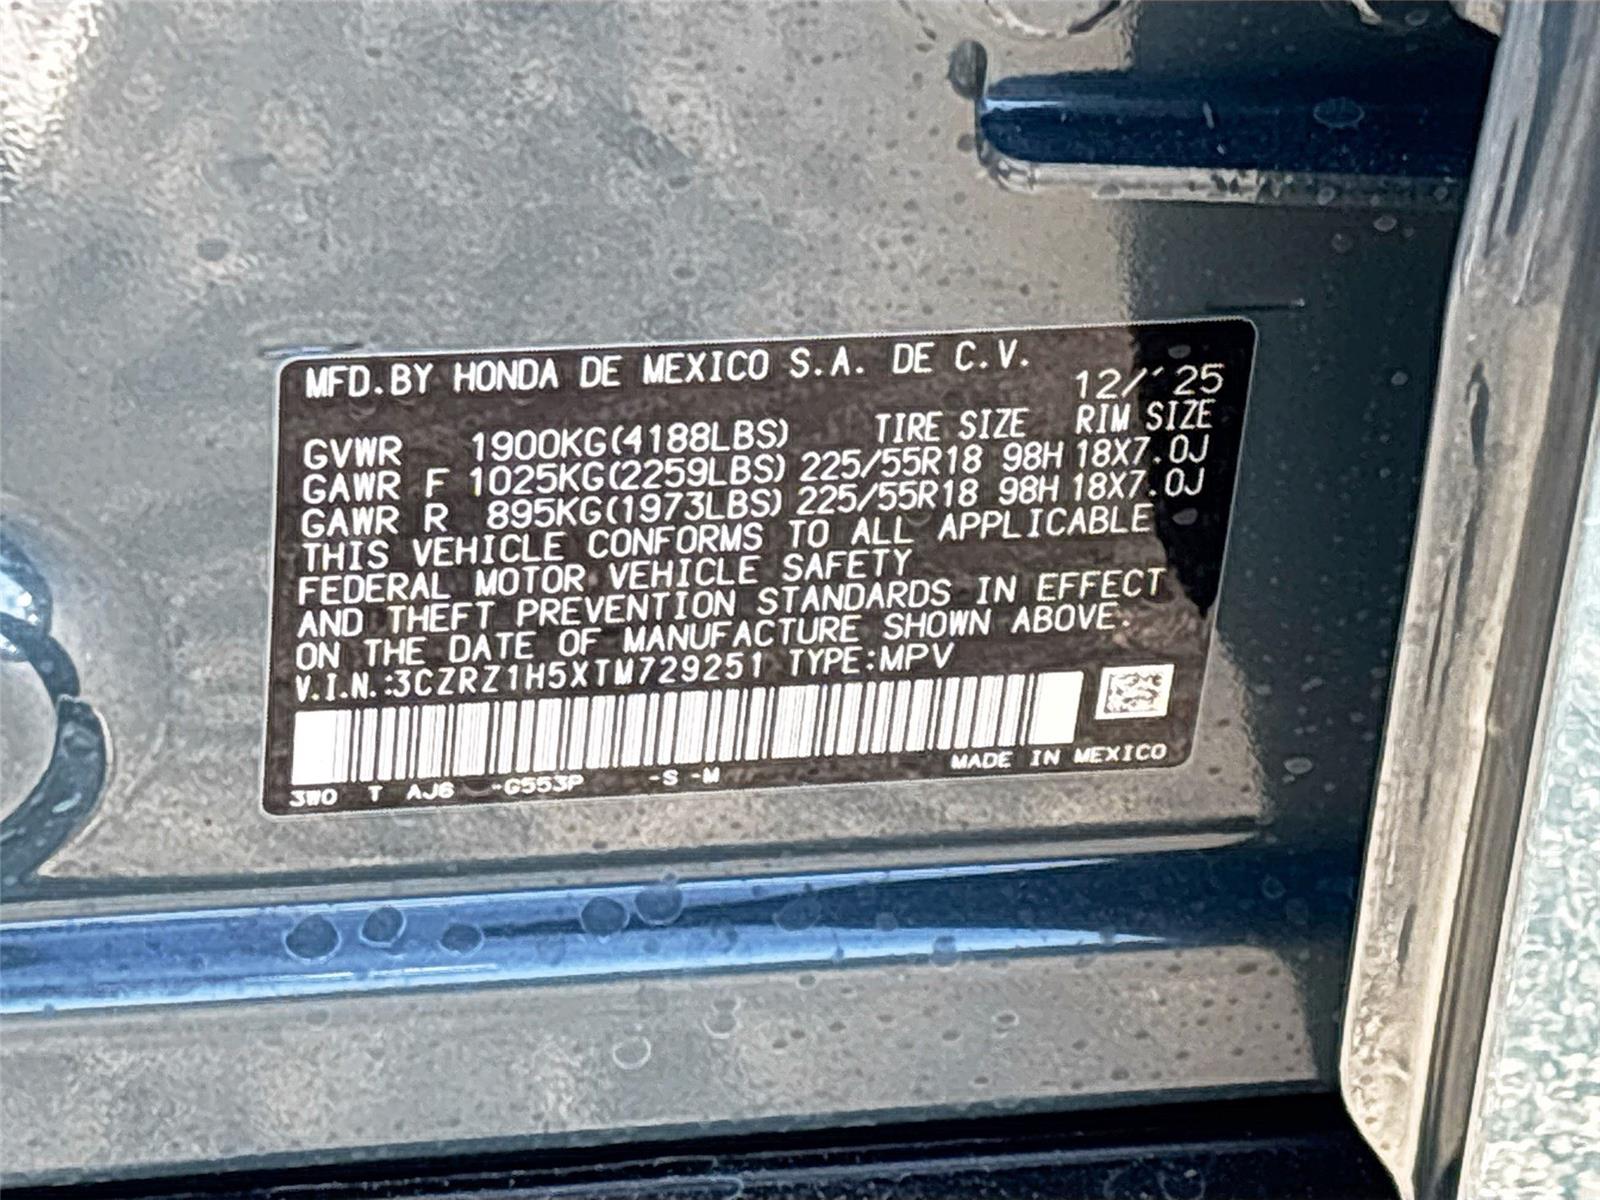 MFD.BY HONDA DE MEXICO S.A. DE C.V.
12/ 25
TIRE SIZE RIM SIZE
GVWR 1900KG(4188LBS)
GAWR F 1025KG(2259LBS) 225/55R18 98H 18X7.0J
GAWR R 895KG(1973LBS) 225/55R18 98H 18X7.0J
THIS VEHICLE CONFORMS TO ALL APPLICABLE
FEDERAL MOTOR VEHICLE SAFETY
AND THEFT PREVENTION STANDARDS IN EFFECT
ON THE DATE OF MANUFACTURE SHOWN ABOVE.
V.I.N.:3CZRZ1H5XTM729251 TYPE:MPV
3W0 T AJ6 -G553P -S -M
MADE IN MEXICO